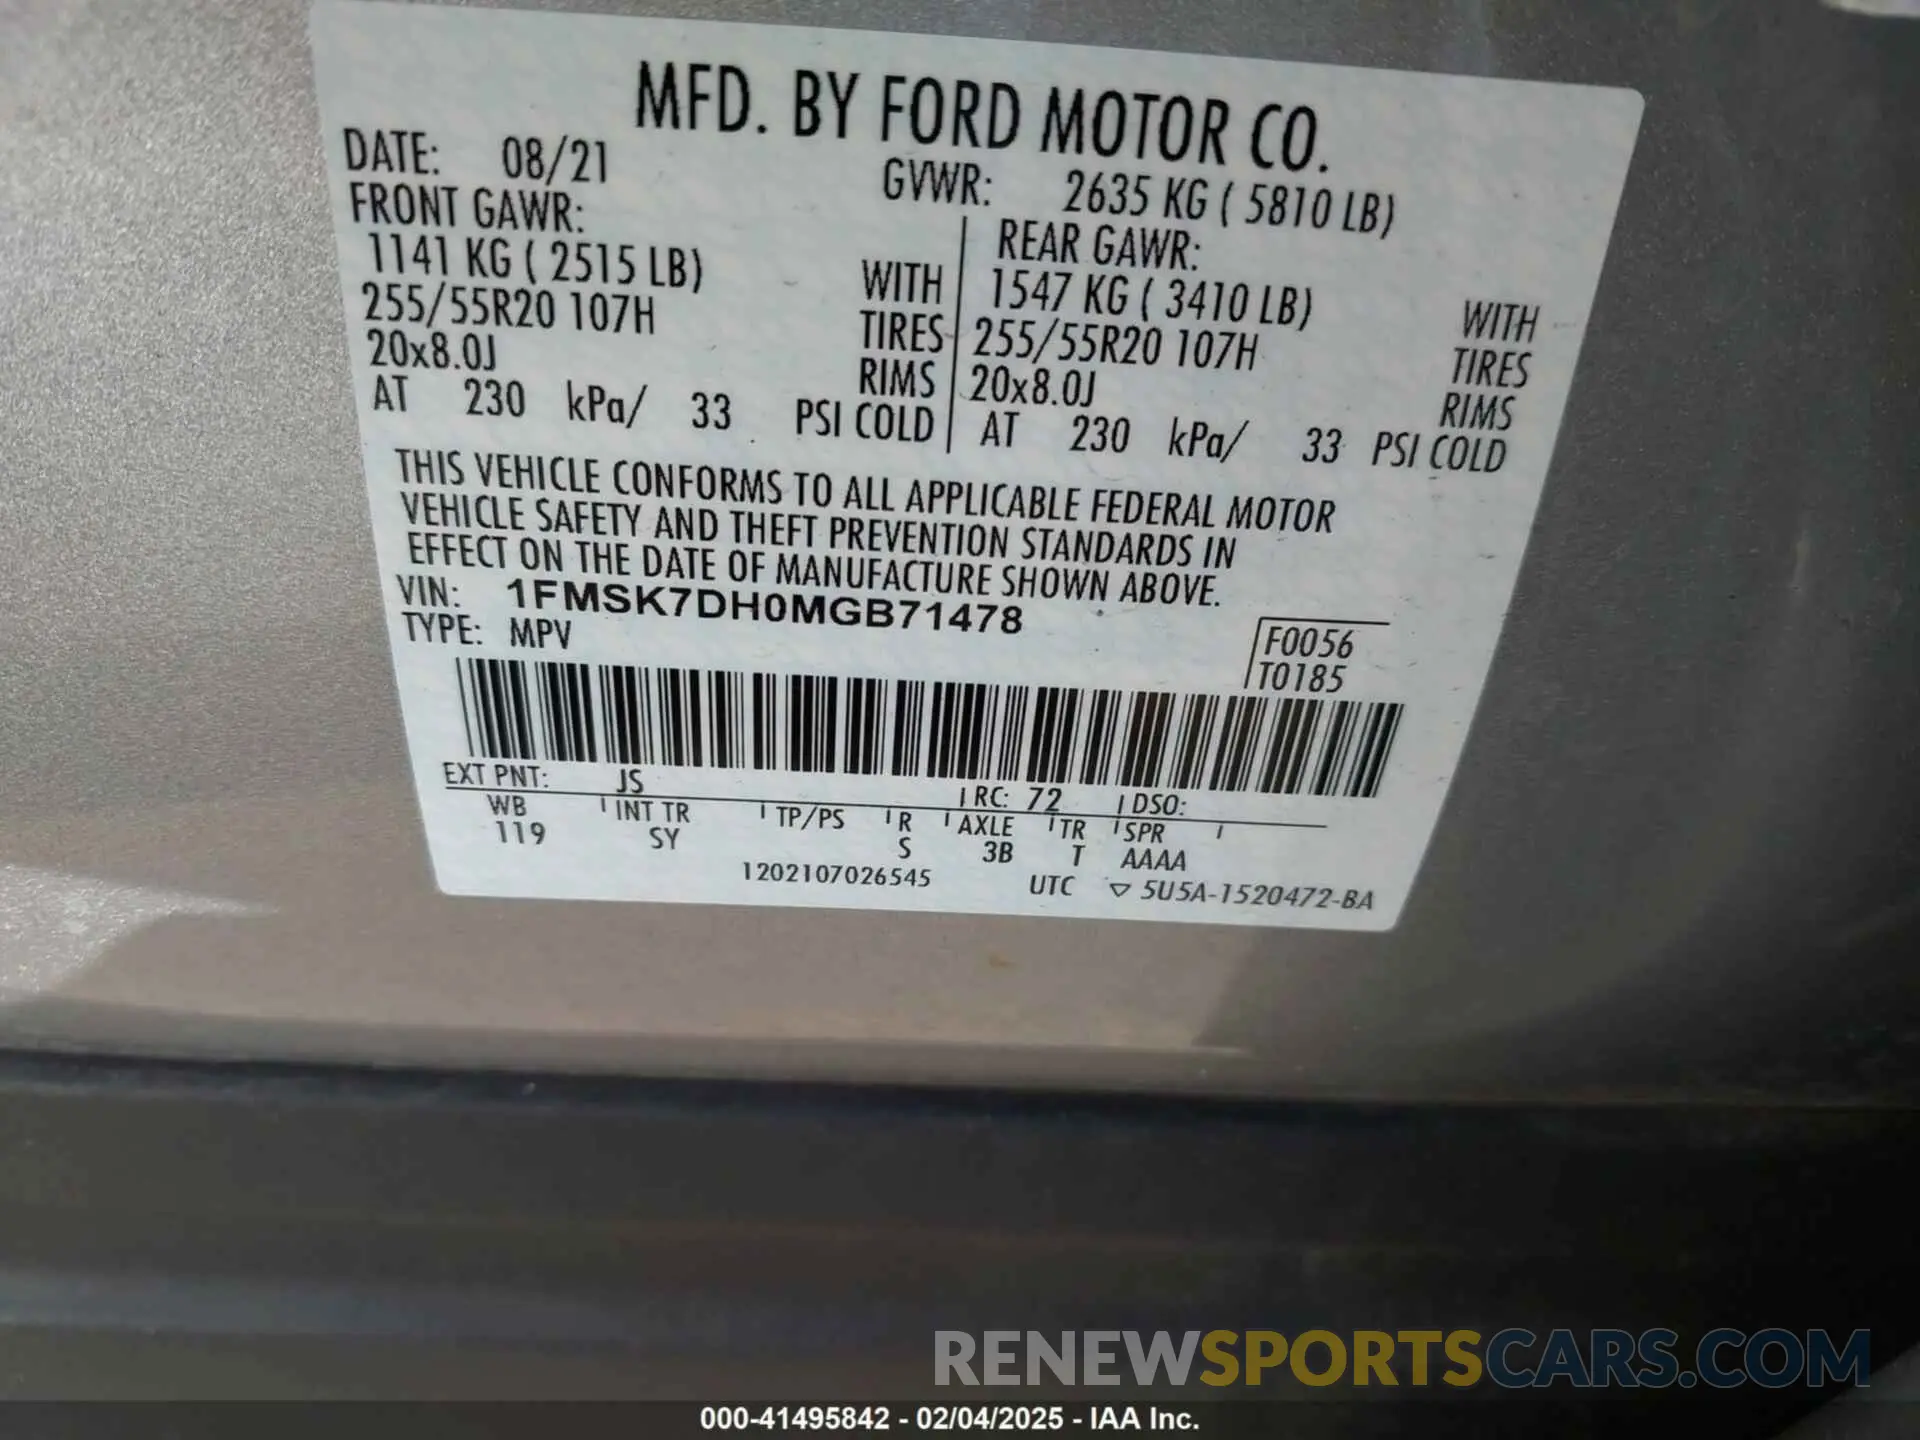 MFD. BY FORD MOTOR CO.
DATE: 08/21 GVWR: 2635 KG ( 5810 LB)
FRONT GAWR: REAR GAWR:
1141 KG ( 2515 LB) WITH 1547 KG ( 3410 LB) WITH
255/55R20 107H TIRES 255/55R20 107H TIRES
20x8.0J RIMS 20x8.0J RIMS
AT 230 kPa/ 33 PSI COLD AT 230 kPa/ 33 PSI COLD
THIS VEHICLE CONFORMS TO ALL APPLICABLE FEDERAL MOTOR
VEHICLE SAFETY AND THEFT PREVENTION STANDARDS IN
EFFECT ON THE DATE OF MANUFACTURE SHOWN ABOVE.
VIN: 1FMSK7DH0MGB71478
TYPE: MPV
F0056
T0185
EXT PNT: JS RC: 72 DSO:
WB INT TR TP/PS R AXLE TR SPR
119 SY S 3B T AAAA
1202107026545 UTC ▽ 5U5A-1520472-BA
RENEWSPORTSCARS.COM
000-41495842 - 02/04/2025 - IAA Inc.